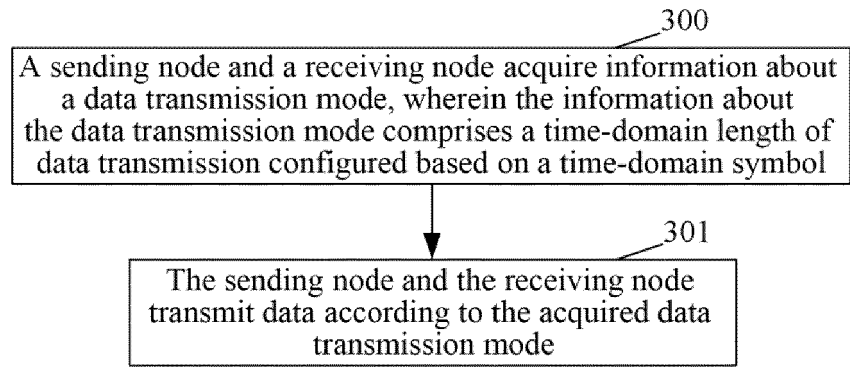 300
A sending node and a receiving node acquire information about
a data transmission mode, wherein the information about
the data transmission mode comprises a time-domain length of
data transmission configured based on a time-domain symbol
301
The sending node and the receiving node
transmit data according to the acquired data
transmission mode